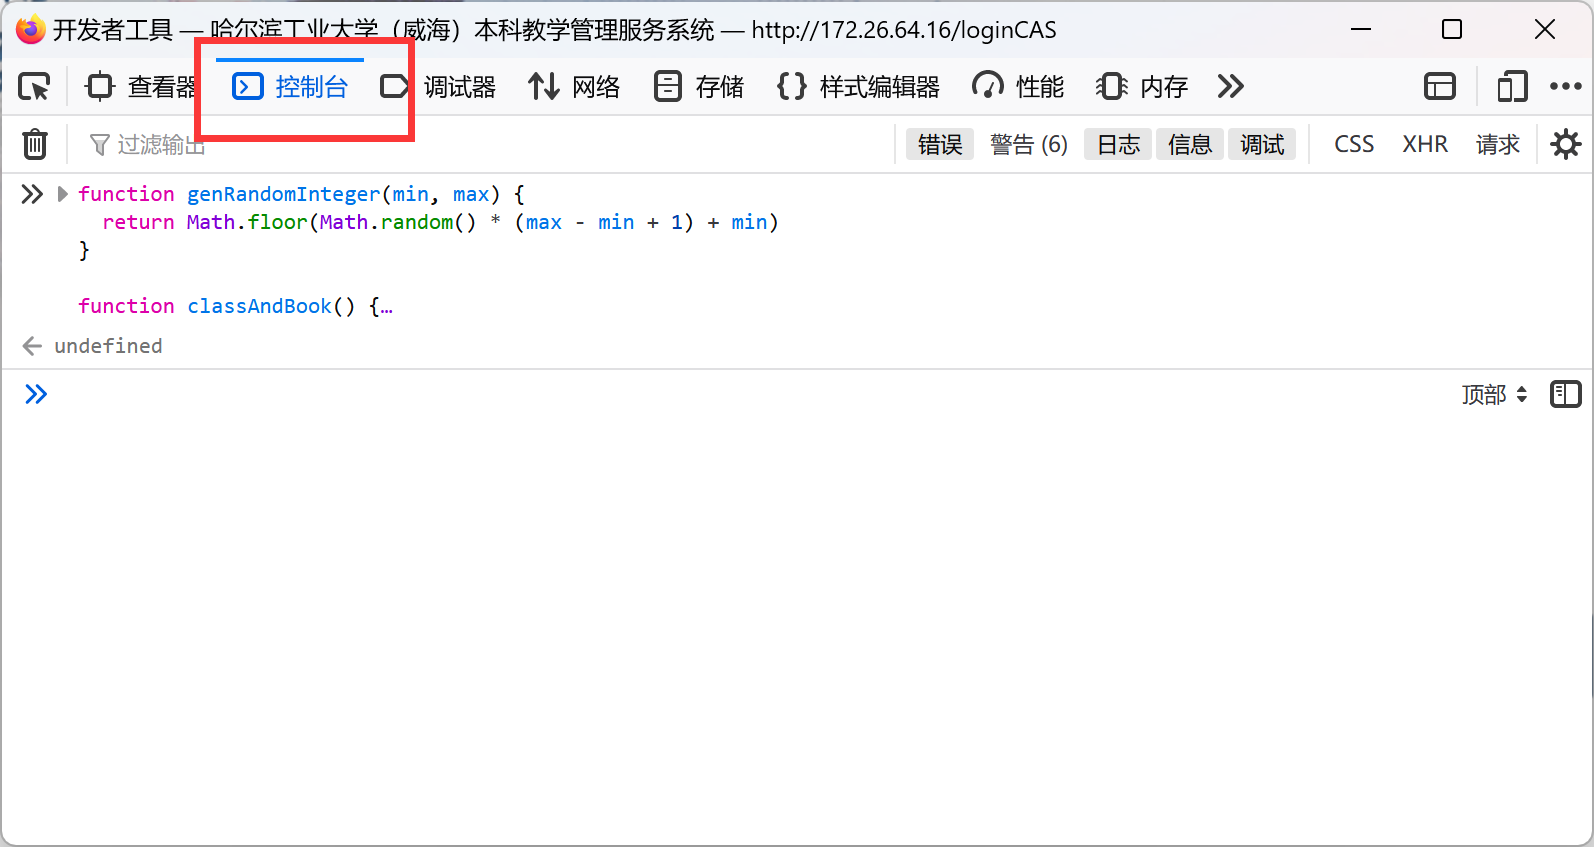 开发者工具 — 哈尔滨工业大学（威海）本科教学管理服务系统 — http://172.26.64.16/loginCAS
查看器 控制台 调试器 网络 存储 样式编辑器 性能 内存
过滤输出 错误 警告 (6) 日志 信息 调试 CSS XHR 请求
function genRandomInteger(min, max) {
return Math.floor(Math.random() * (max - min + 1) + min)
}
function classAndBook() {…
undefined
顶部